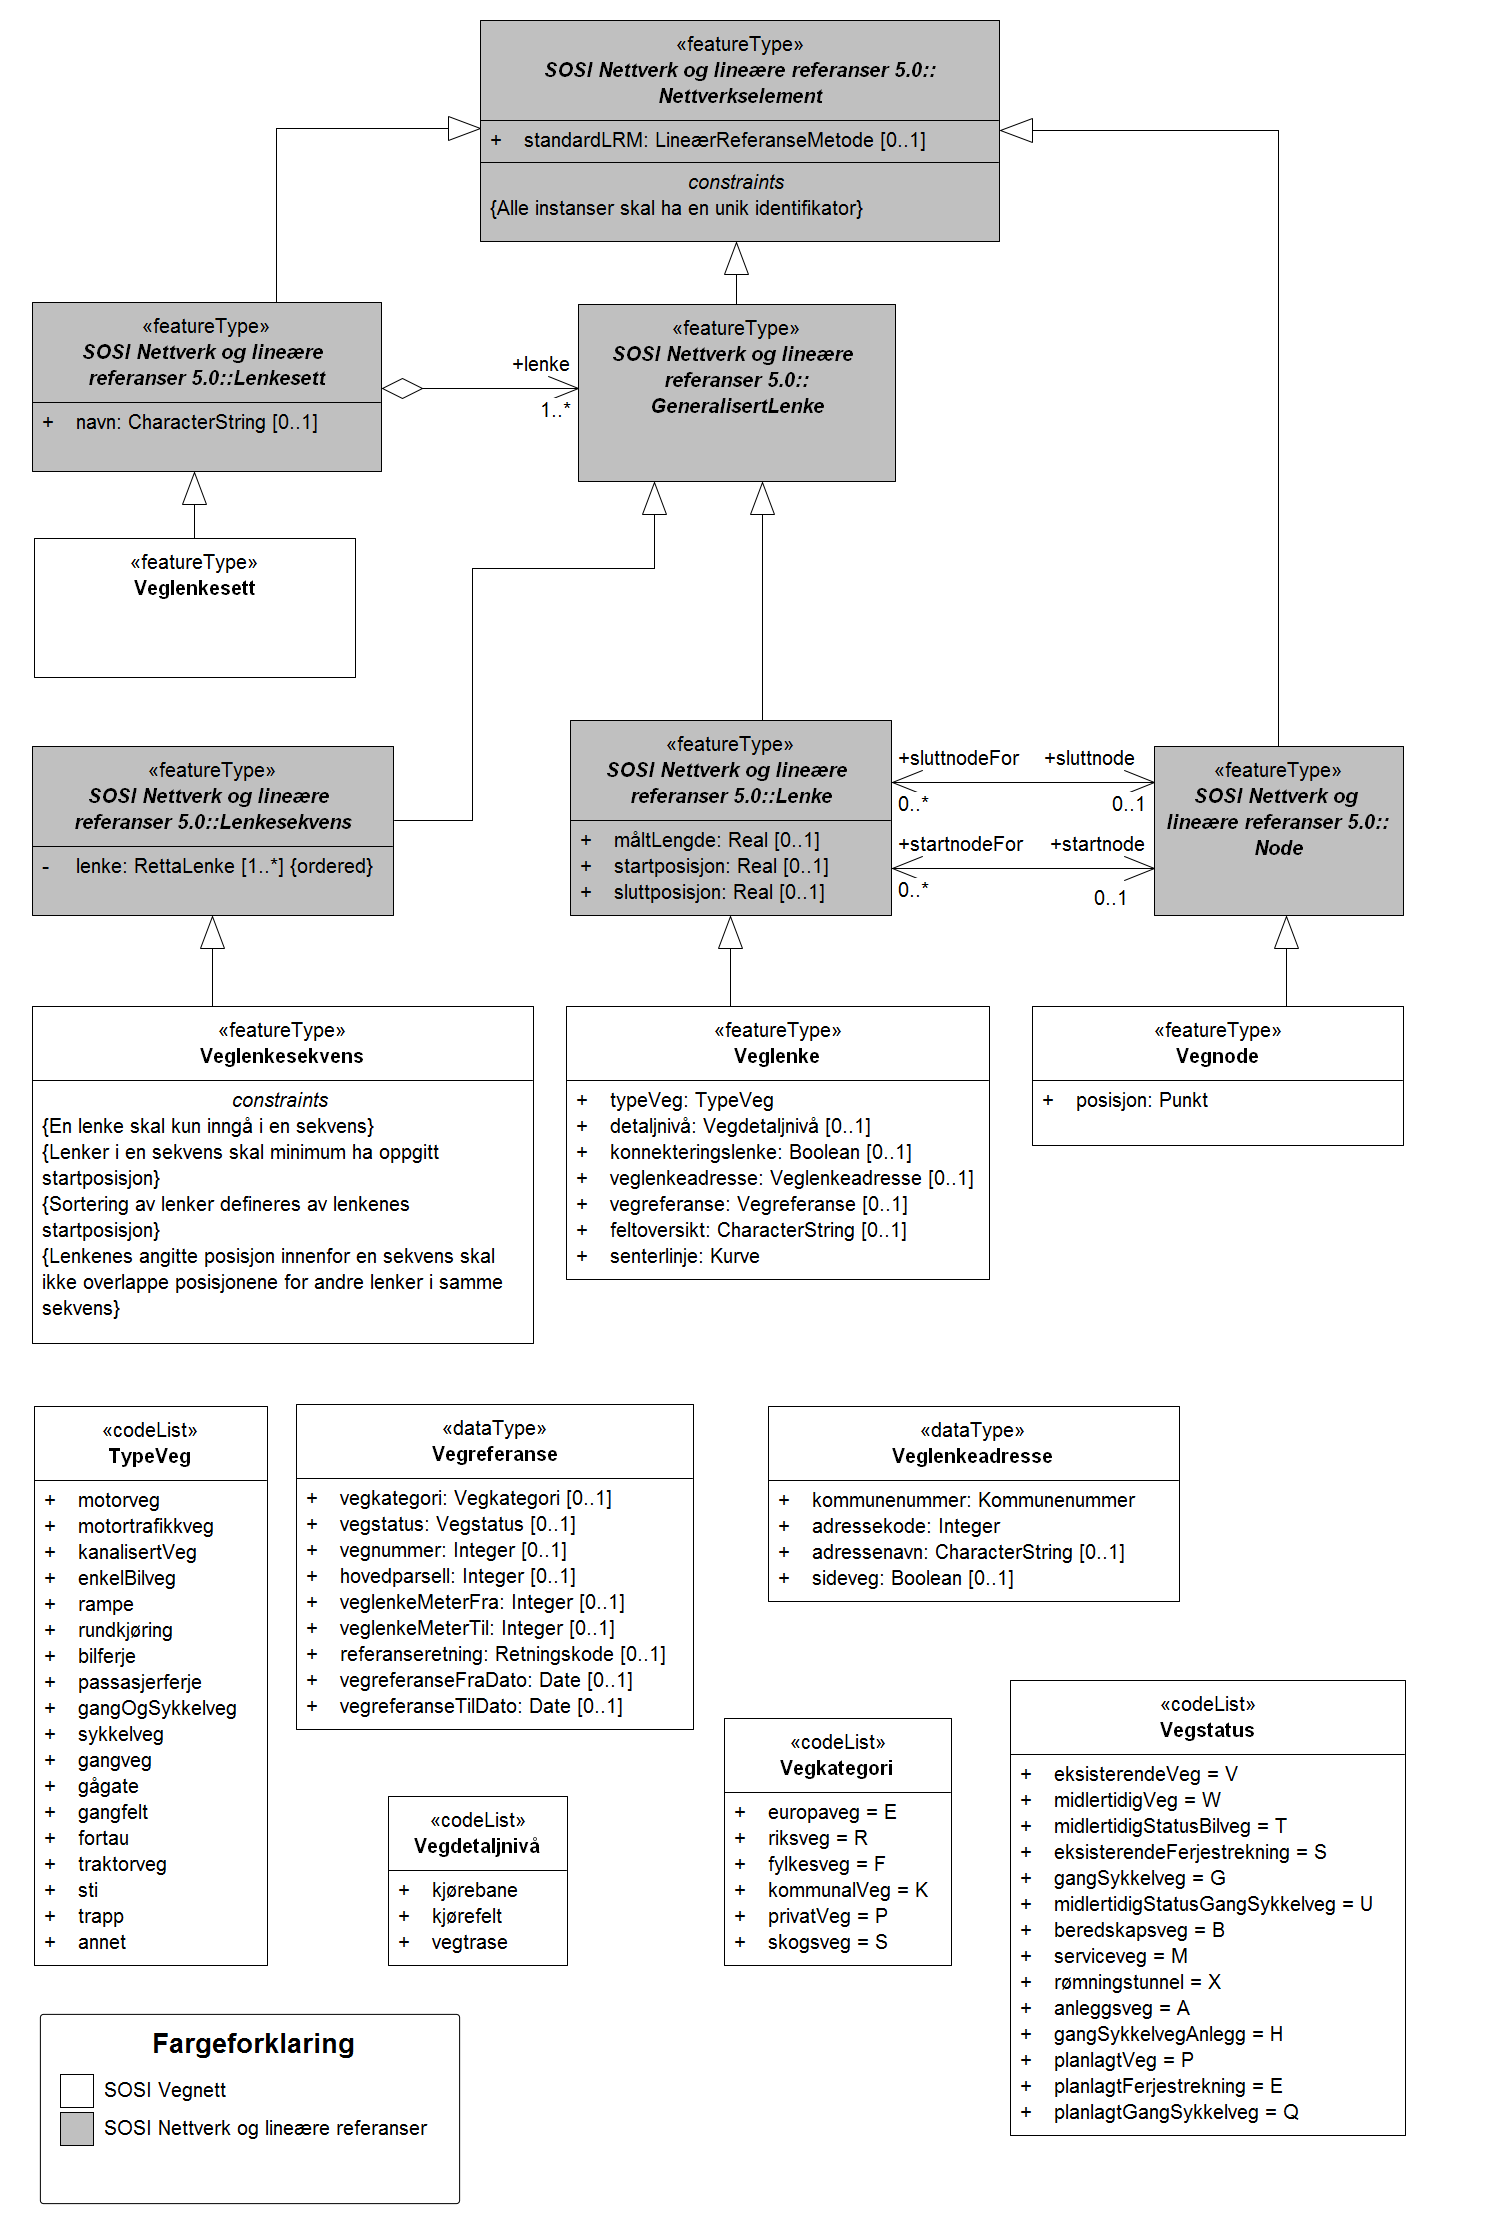 «featureType»
SOSI Nettverk og lineære referanser 5.0::
Nettverkselement
+ standardLRM: LineærReferanseMetode [0..1]
constraints
{Alle instanser skal ha en unik identifikator}
«featureType»
SOSI Nettverk og lineære
referanser 5.0::Lenkesett
+ navn: CharacterString [0..1]
+lenke
1..*
«featureType»
SOSI Nettverk og lineære
referanser 5.0::
GeneralisertLenke
«featureType»
Veglenkesett
«featureType»
SOSI Nettverk og lineære
referanser 5.0::Lenkesekvens
- lenke: RettaLenke [1..*] {ordered}
«featureType»
SOSI Nettverk og lineære
referanser 5.0::Lenke
+ måltLengde: Real [0..1]
+ startposisjon: Real [0..1]
+ sluttposisjon: Real [0..1]
+sluttnodeFor +sluttnode
0..* 0..1
+startnodeFor +startnode
0..* 0..1
«featureType»
SOSI Nettverk og
lineære referanser 5.0::
Node
«featureType»
Veglenkesekvens
constraints
{En lenke skal kun inngå i en sekvens}
{Lenker i en sekvens skal minimum ha oppgitt
startposisjon}
{Sortering av lenker defineres av lenkenes
startposisjon}
{Lenkenes angitte posisjon innenfor en sekvens skal
ikke overlappe posisjonene for andre lenker i samme
sekvens}
«featureType»
Veglenke
+ typeVeg: TypeVeg
+ detaljnivå: Vegdetaljnivå [0..1]
+ konnekteringslenke: Boolean [0..1]
+ veglenkeadresse: Veglenkeadresse [0..1]
+ vegreferanse: Vegreferanse [0..1]
+ feltoversikt: CharacterString [0..1]
+ senterlinje: Kurve
«featureType»
Vegnode
+ posisjon: Punkt
«codeList»
TypeVeg
+ motorveg
+ motortrafikkveg
+ kanalisertVeg
+ enkelBilveg
+ rampe
+ rundkjøring
+ bilferje
+ passasjerferje
+ gangOgSykkelveg
+ sykkelveg
+ gangveg
+ gågate
+ gangfelt
+ fortau
+ traktorveg
+ sti
+ trapp
+ annet
«dataType»
Vegreferanse
+ vegkategori: Vegkategori [0..1]
+ vegstatus: Vegstatus [0..1]
+ vegnummer: Integer [0..1]
+ hovedparsell: Integer [0..1]
+ veglenkeMeterFra: Integer [0..1]
+ veglenkeMeterTil: Integer [0..1]
+ referanseretning: Retningskode [0..1]
+ vegreferanseFraDato: Date [0..1]
+ vegreferanseTilDato: Date [0..1]
«dataType»
Veglenkeadresse
+ kommunenummer: Kommunenummer
+ adressekode: Integer
+ adressenavn: CharacterString [0..1]
+ sideveg: Boolean [0..1]
«codeList»
Vegdetaljnivå
+ kjørebane
+ kjørefelt
+ vegtrase
«codeList»
Vegkategori
+ europaveg = E
+ riksveg = R
+ fylkesveg = F
+ kommunalVeg = K
+ privatVeg = P
+ skogsveg = S
«codeList»
Vegstatus
+ eksisterendeVeg = V
+ midlertidigVeg = W
+ midlertidigStatusBilveg = T
+ eksisterendeFerjestrekning = S
+ gangSykkelveg = G
+ midlertidigStatusGangSykkelveg = U
+ beredskapsveg = B
+ serviceveg = M
+ rømningstunnel = X
+ anleggsveg = A
+ gangSykkelvegAnlegg = H
+ planlagtVeg = P
+ planlagtFerjestrekning = E
+ planlagtGangSykkelveg = Q
Fargeforklaring
SOSI Vegnett
SOSI Nettverk og lineære referanser